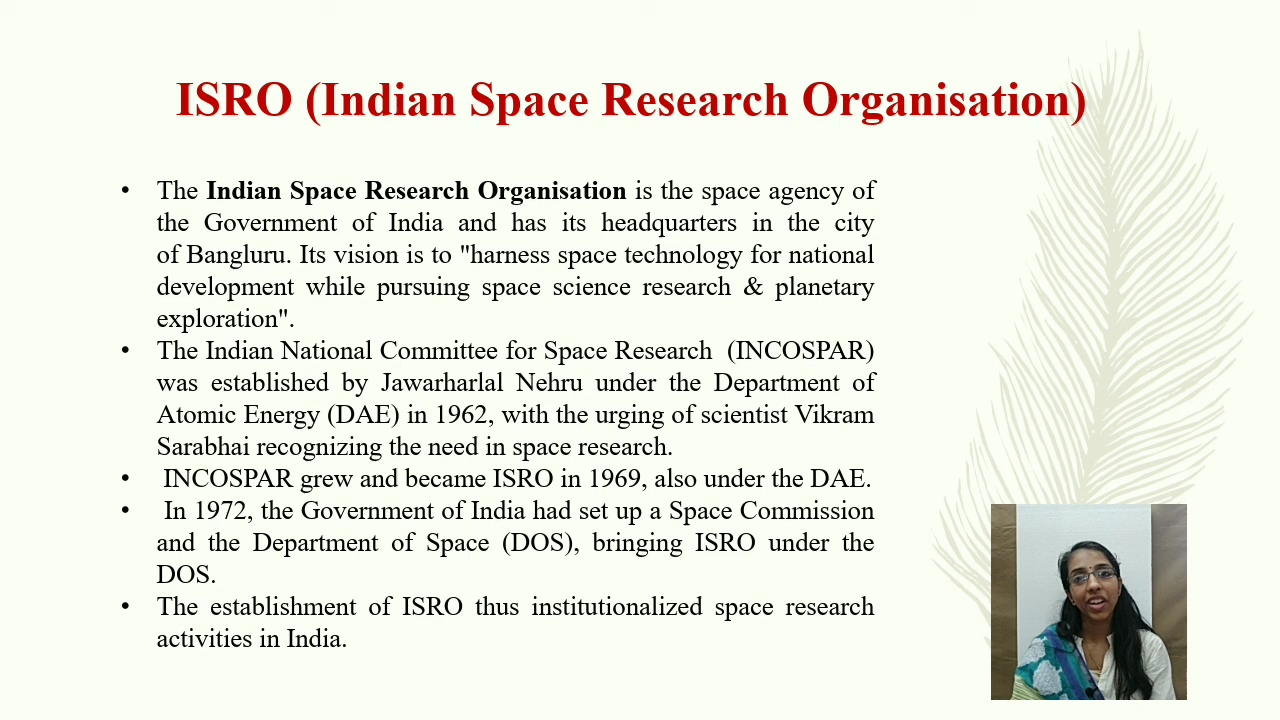 ISRO (Indian Space Research Organisation)
• The Indian Space Research Organisation is the space agency of
the Government of India and has its headquarters in the city
of Bangluru. Its vision is to "harness space technology for national
development while pursuing space science research & planetary
exploration".
• The Indian National Committee for Space Research (INCOSPAR)
was established by Jawarharlal Nehru under the Department of
Atomic Energy (DAE) in 1962, with the urging of scientist Vikram
Sarabhai recognizing the need in space research.
• INCOSPAR grew and became ISRO in 1969, also under the DAE.
• In 1972, the Government of India had set up a Space Commission
and the Department of Space (DOS), bringing ISRO under the
DOS.
• The establishment of ISRO thus institutionalized space research
activities in India.